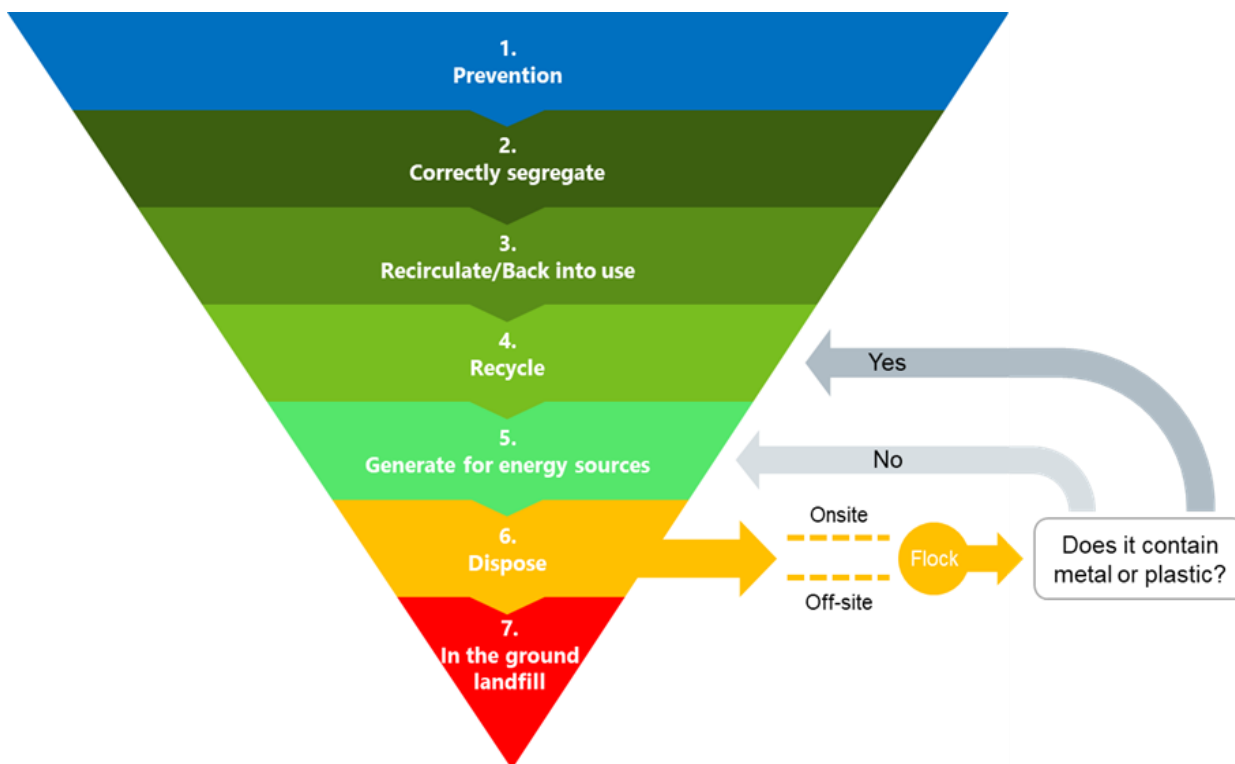 1.
Prevention
2.
Correctly segregate
3.
Recirculate/Back into use
4.
Recycle
Yes
5.
Generate for energy sources
No
6.
Dispose
Onsite
Off-site
Flock
Does it contain
metal or plastic?
7.
In the ground
landfill